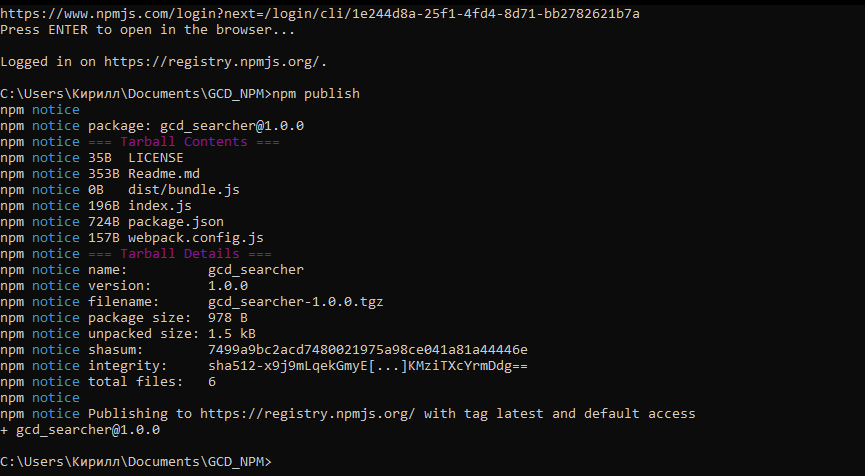 https://www.npmjs.com/login?next=/login/cli/1e244d8a-25f1-4fd4-8d71-bb2782621b7a
Press ENTER to open in the browser...
Logged in on https://registry.npmjs.org/.
C:\Users\Кирилл\Documents\GCD_NPM>npm publish
npm notice
npm notice package: gcd_searcher@1.0.0
npm notice === Tarball Contents ===
npm notice 35B  LICENSE
npm notice 353B Readme.md
npm notice 0B   dist/bundle.js
npm notice 196B index.js
npm notice 724B package.json
npm notice 157B webpack.config.js
npm notice === Tarball Details ===
npm notice name:          gcd_searcher
npm notice version:       1.0.0
npm notice filename:      gcd_searcher-1.0.0.tgz
npm notice package size:  978 B
npm notice unpacked size: 1.5 kB
npm notice shasum:        7499a9bc2acd7480021975a98ce041a81a44446e
npm notice integrity:     sha512-x9j9mLqekGmyE[...]KMziTXcYrmDdg==
npm notice total files:   6
npm notice
npm notice Publishing to https://registry.npmjs.org/ with tag latest and default access
+ gcd_searcher@1.0.0
C:\Users\Кирилл\Documents\GCD_NPM>